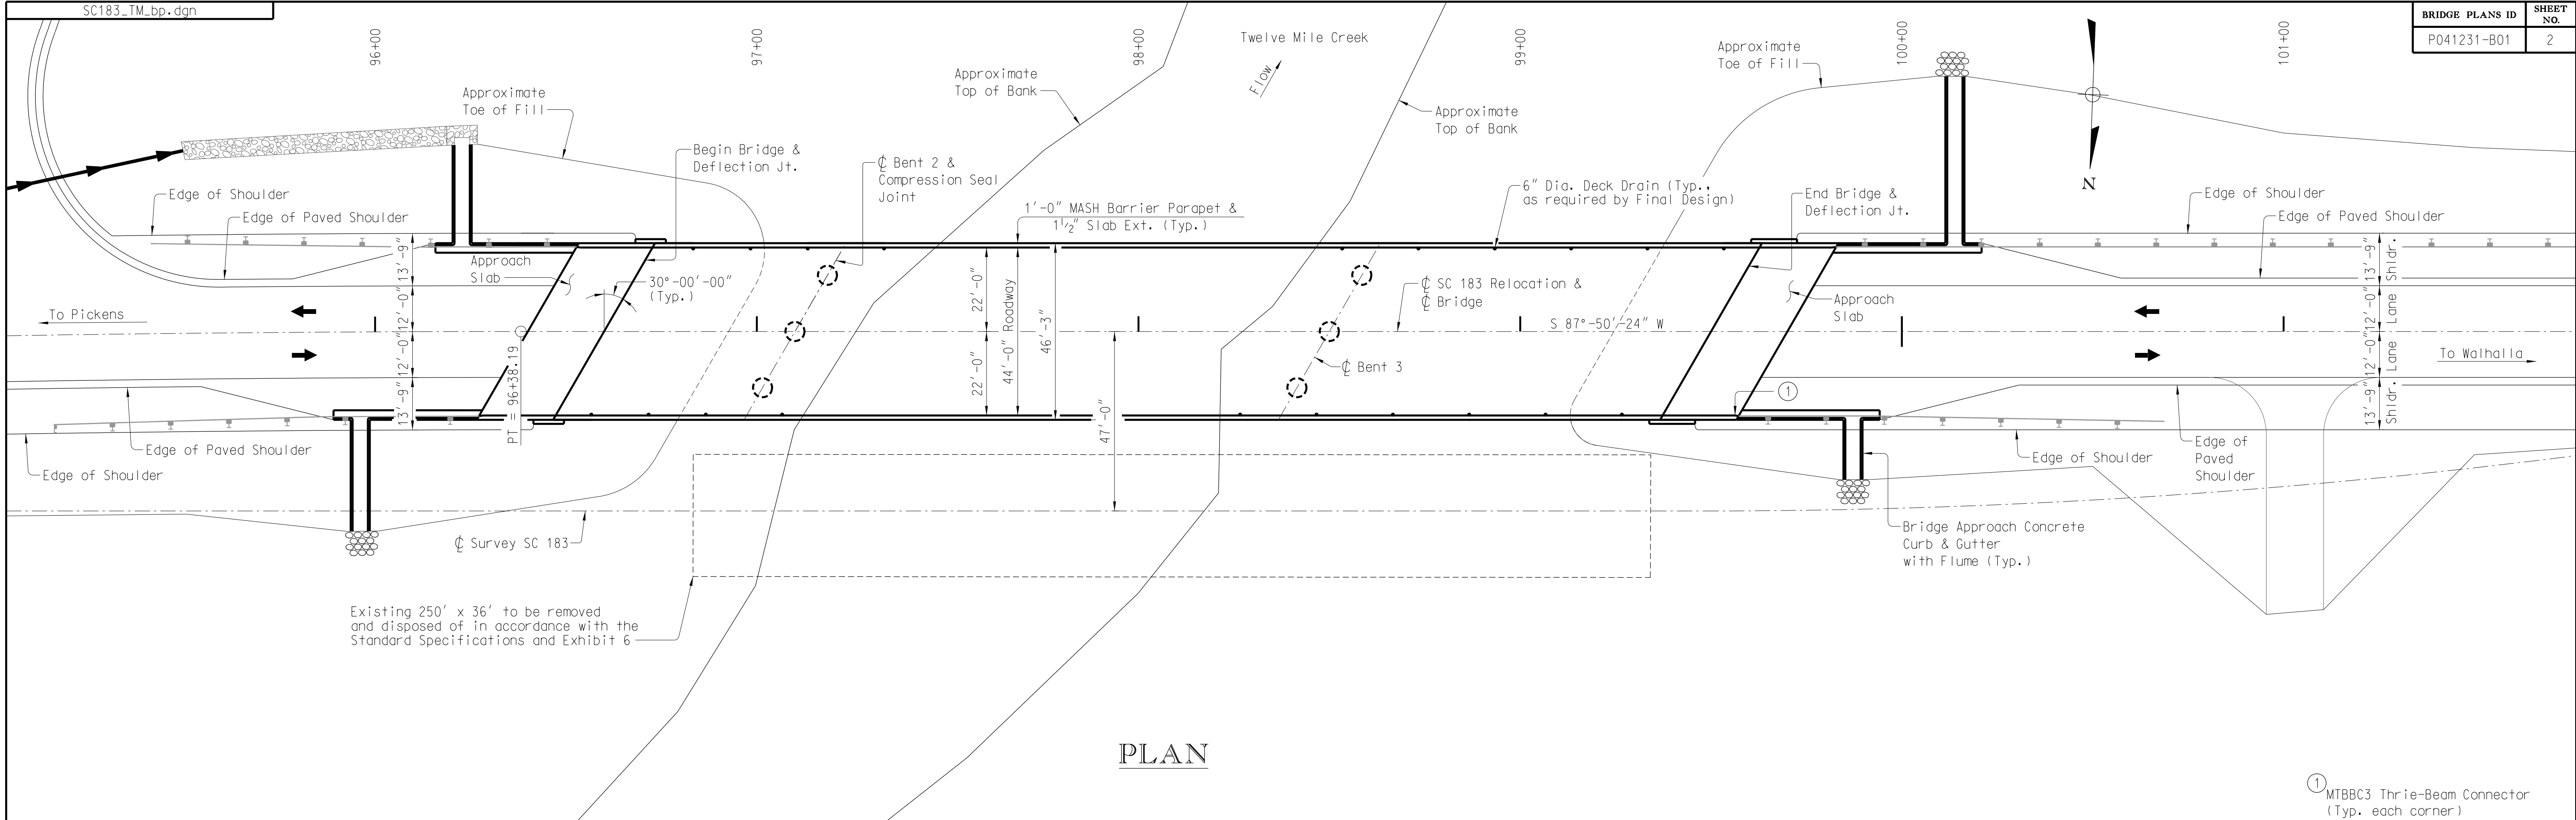 SC183_TM_bp.dgn
BRIDGE PLANS ID
SHEET NO.
P041231-B01
2
96+00
97+00
98+00
99+00
100+00
101+00
Twelve Mile Creek
Flow
Approximate
Top of Bank
Approximate
Top of Bank
Approximate
Toe of Fill
Approximate
Toe of Fill
N
Begin Bridge &
Deflection Jt.
℄ Bent 2 &
Compression Seal
Joint
1'-0" MASH Barrier Parapet &
1 1/2" Slab Ext. (Typ.)
6" Dia. Deck Drain (Typ.,
as required by Final Design)
End Bridge &
Deflection Jt.
Edge of Shoulder
Edge of Paved Shoulder
Edge of Shoulder
Edge of Paved Shoulder
Approach
Slab
30°-00'-00"
(Typ.)
℄ SC 183 Relocation &
℄ Bridge
Approach
Slab
To Pickens
S 87°-50'-24" W
To Walhalla
13'-9"
12'-0"
12'-0"
13'-9"
PT = 96+38.19
22'-0"
22'-0"
44'-0" Roadway
46'-3"
47'-0"
13'-9"
Shldr.
12'-0"
Lane
12'-0"
Lane
13'-9"
Shldr.
℄ Bent 3
1
Edge of Paved Shoulder
Edge of Shoulder
Edge of Shoulder
Edge of
Paved
Shoulder
℄ Survey SC 183
Bridge Approach Concrete
Curb & Gutter
with Flume (Typ.)
Existing 250' x 36' to be removed
and disposed of in accordance with the
Standard Specifications and Exhibit 6
PLAN
1
MTBBC3 Thrie-Beam Connector
(Typ. each corner)